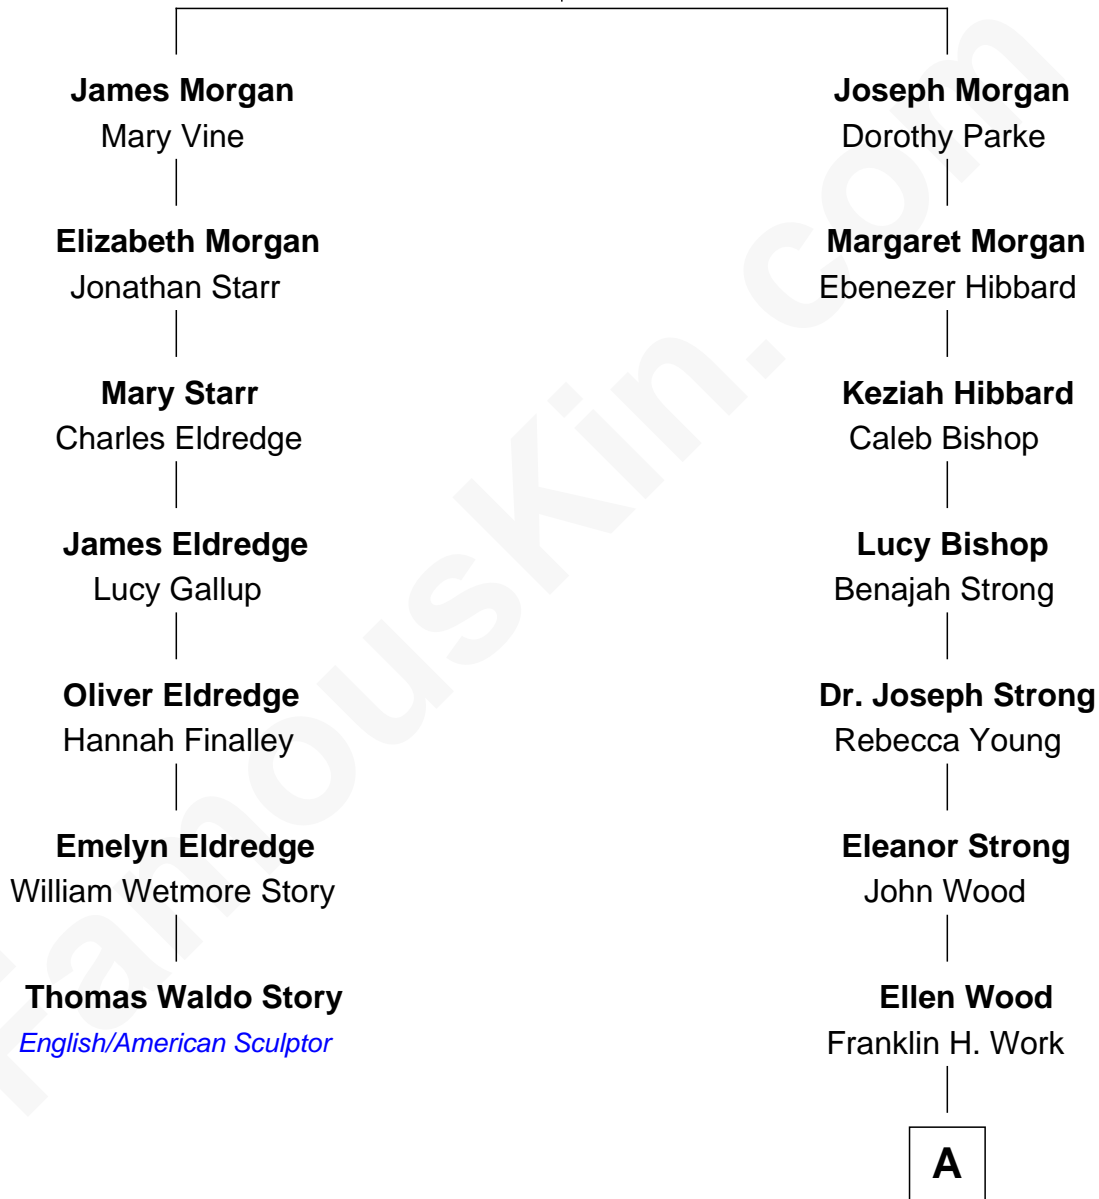 James Morgan
Mary Vine
Elizabeth Morgan
Jonathan Starr
Mary Starr
Charles Eldredge
James Eldredge
Lucy Gallup
Oliver Eldredge
Hannah Finalley
Emelyn Eldredge
William Wetmore Story
Thomas Waldo Story
English/American Sculptor
Joseph Morgan
Dorothy Parke
Margaret Morgan
Ebenezer Hibbard
Keziah Hibbard
Caleb Bishop
Lucy Bishop
Benajah Strong
Dr. Joseph Strong
Rebecca Young
Eleanor Strong
John Wood
Ellen Wood
Franklin H. Work
A
FamousKin.com